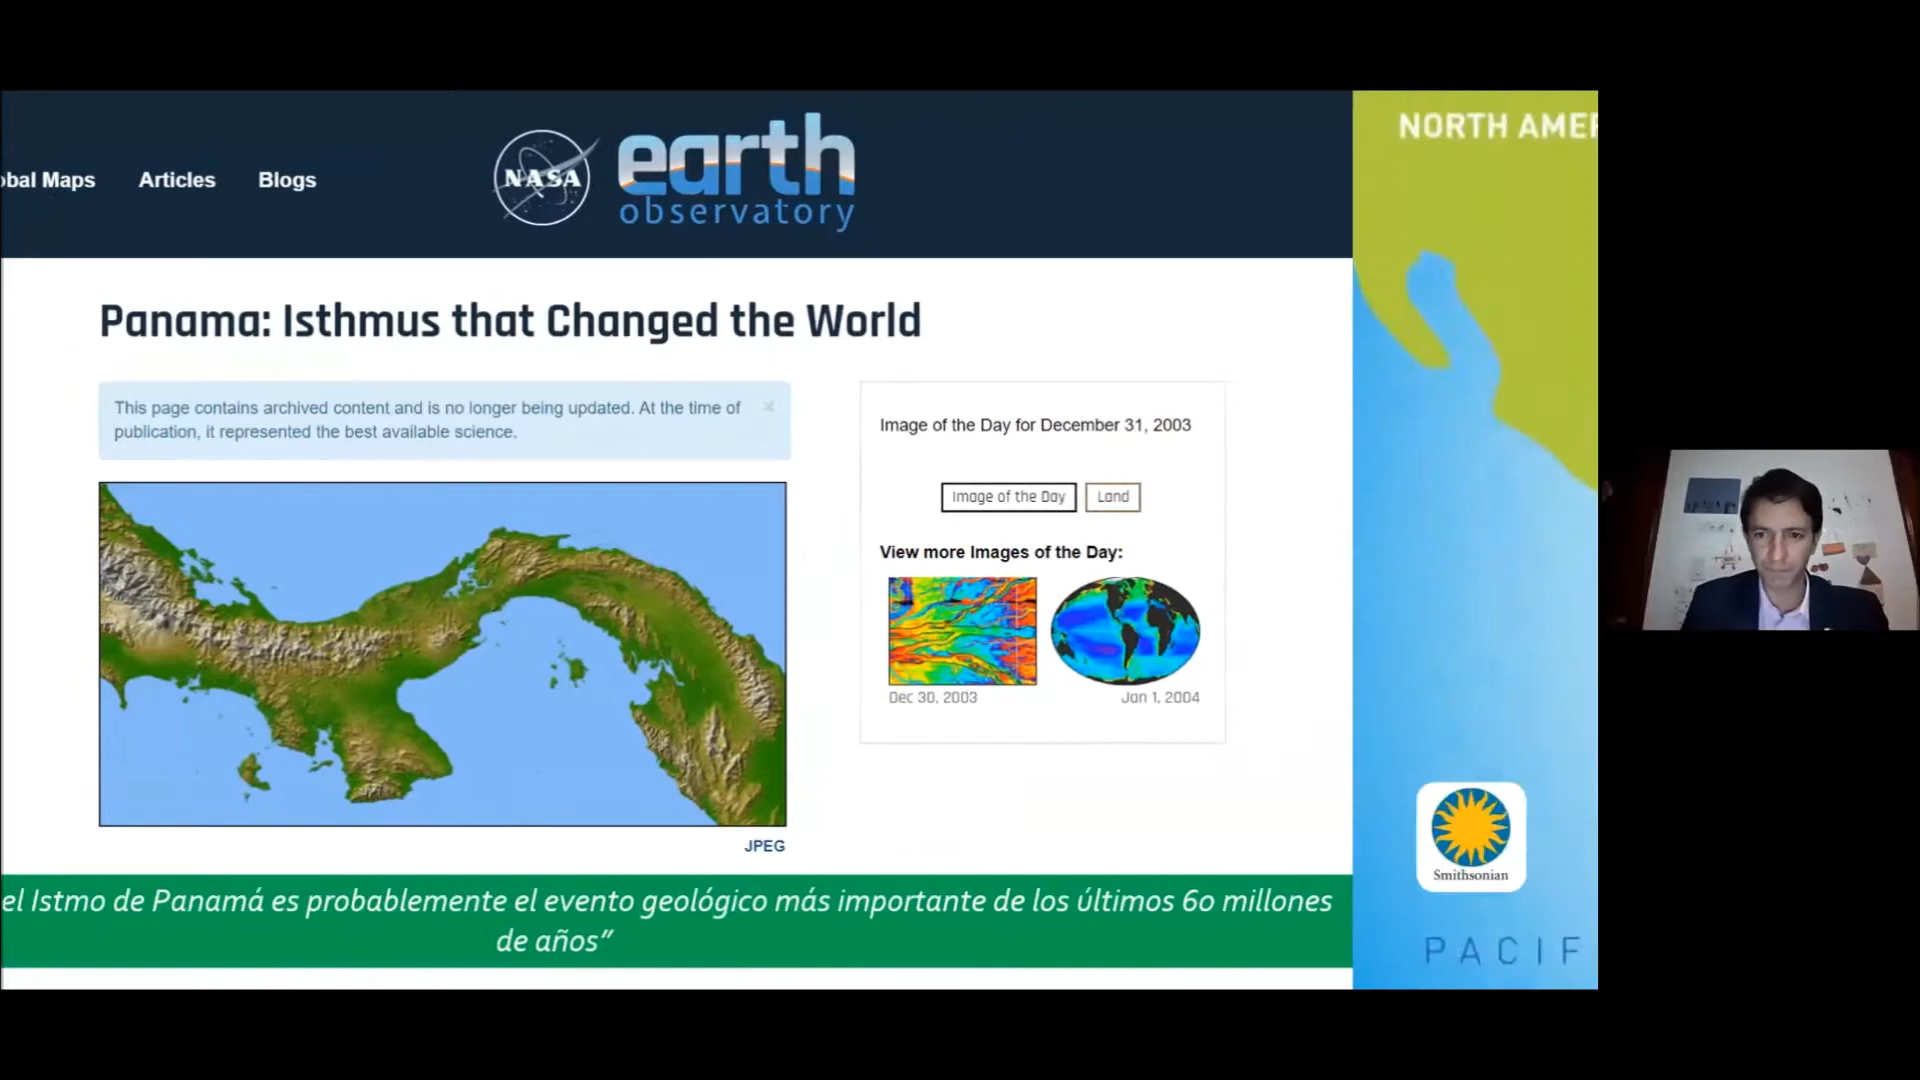 Articles
Blogs
NASA
earth
observatory
Panama: Isthmus that Changed the World
This page contains archived content and is no longer being updated. At the time of
publication, it represented the best available science.
JPEG
Image of the Day for December 31, 2003
Image of the Day
Land
View more Images of the Day:
Dec 30, 2003
Jan 1, 2004
el Istmo de Panamá es probablemente el evento geológico más importante de los últimos 60 millones
de años”
NORTH AMER
Smithsonian
PACIF